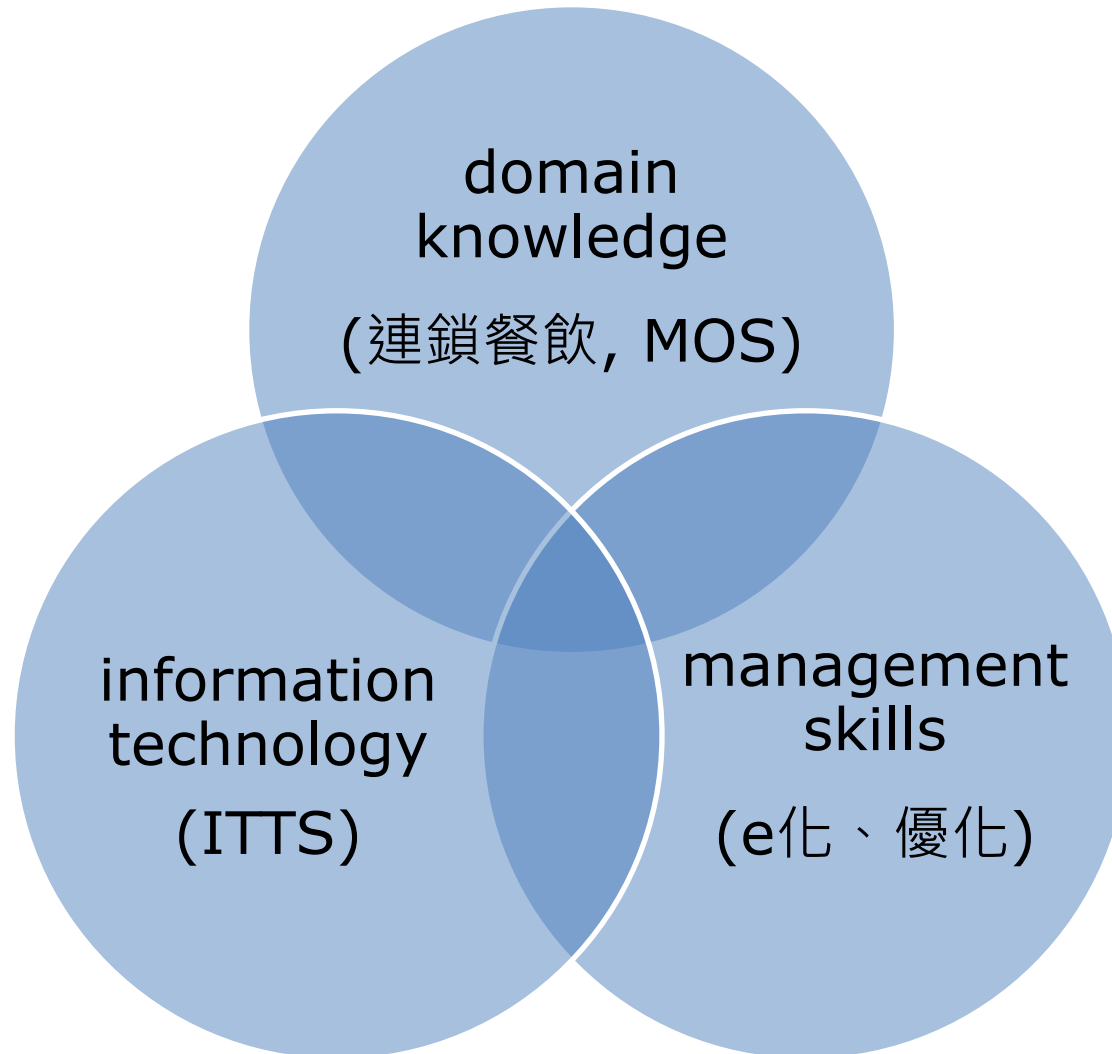 domain
knowledge
(連鎖餐飲, MOS)
information
technology
(ITTS)
management
skills
(e化、優化)